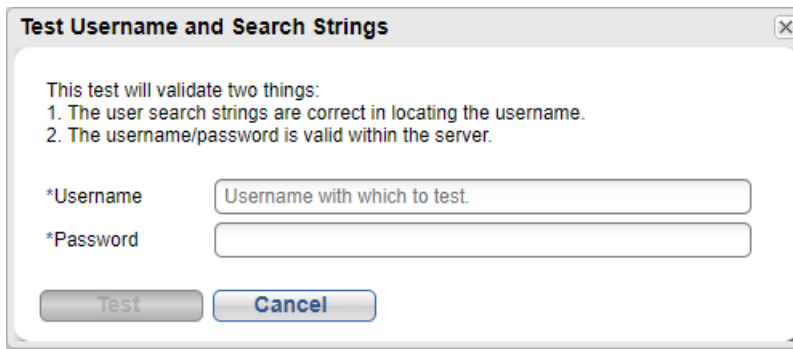 Test Username and Search Strings
This test will validate two things:
1. The user search strings are correct in locating the username.
2. The username/password is valid within the server.
*Username
Username with which to test.
*Password
Test
Cancel